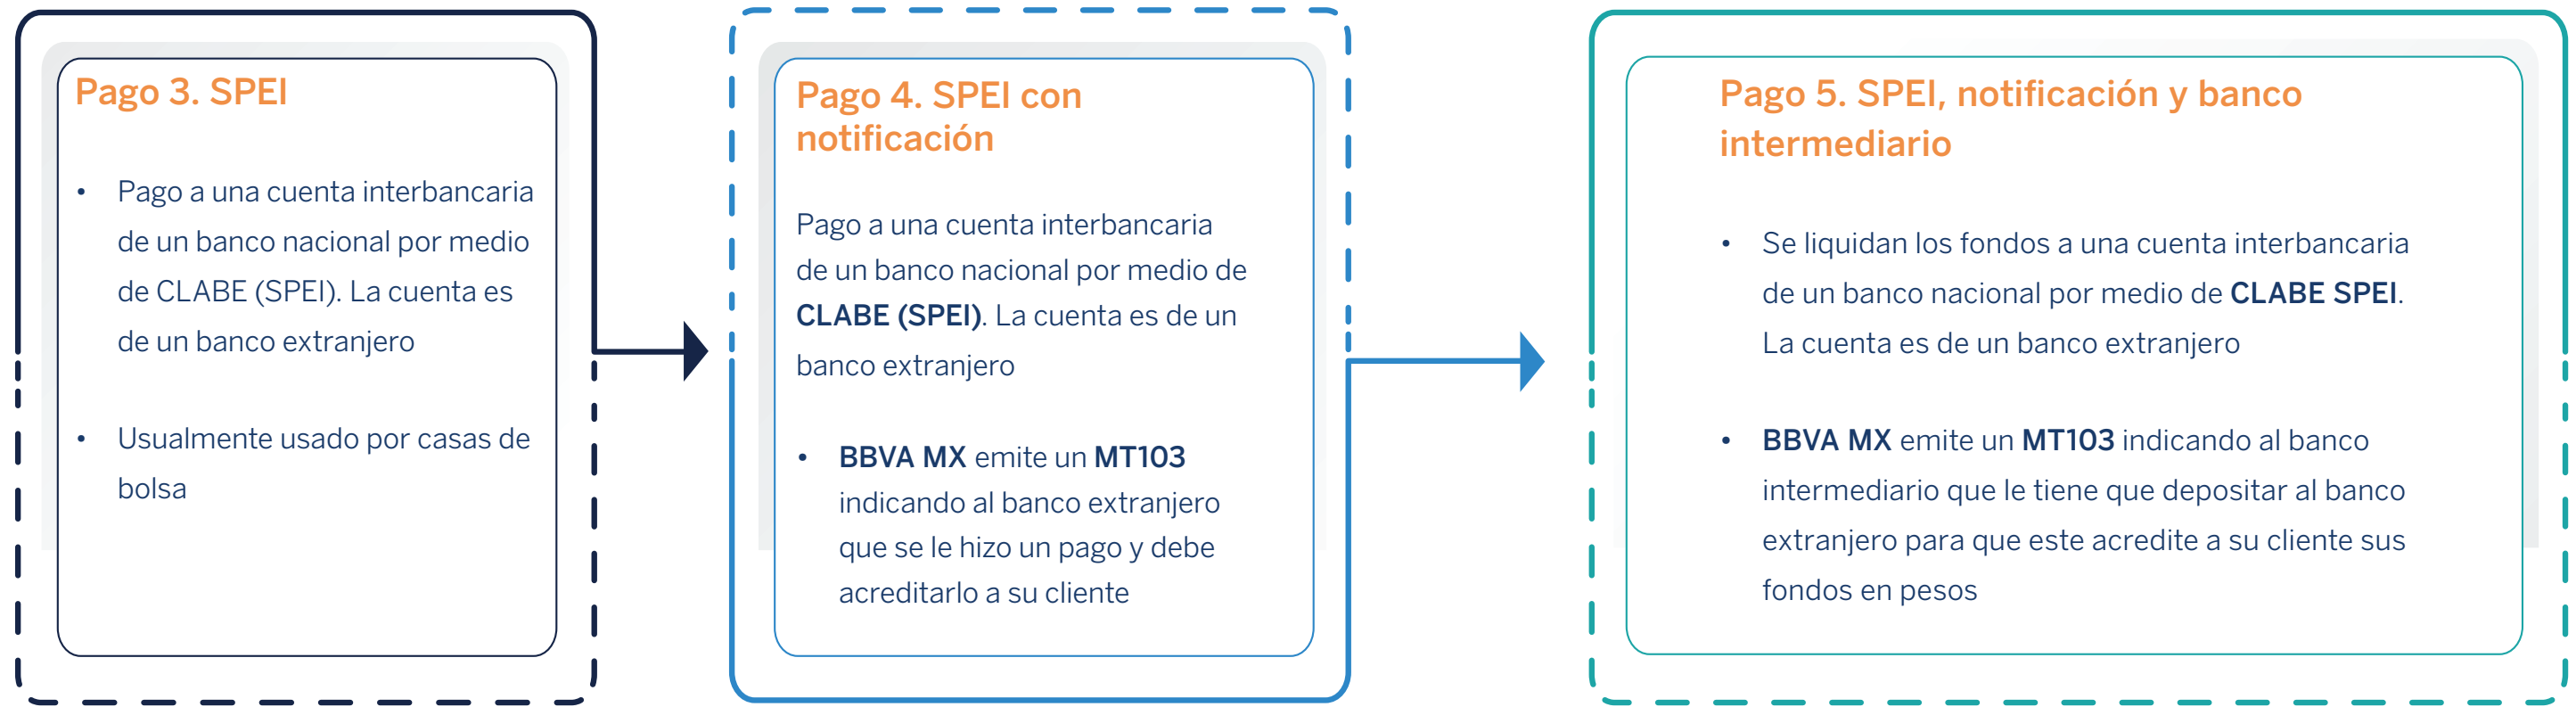 Pago 3. SPEI
• Pago a una cuenta interbancaria
de un banco nacional por medio
de CLABE (SPEI). La cuenta es
de un banco extranjero
• Usualmente usado por casas de
bolsa
Pago 4. SPEI con
notificación
Pago a una cuenta interbancaria
de un banco nacional por medio de
CLABE (SPEI). La cuenta es de un
banco extranjero
• BBVA MX emite un MT103
indicando al banco extranjero
que se le hizo un pago y debe
acreditarlo a su cliente
Pago 5. SPEI, notificación y banco
intermediario
• Se liquidan los fondos a una cuenta interbancaria
de un banco nacional por medio de CLABE SPEI.
La cuenta es de un banco extranjero
• BBVA MX emite un MT103 indicando al banco
intermediario que le tiene que depositar al banco
extranjero para que este acredite a su cliente sus
fondos en pesos